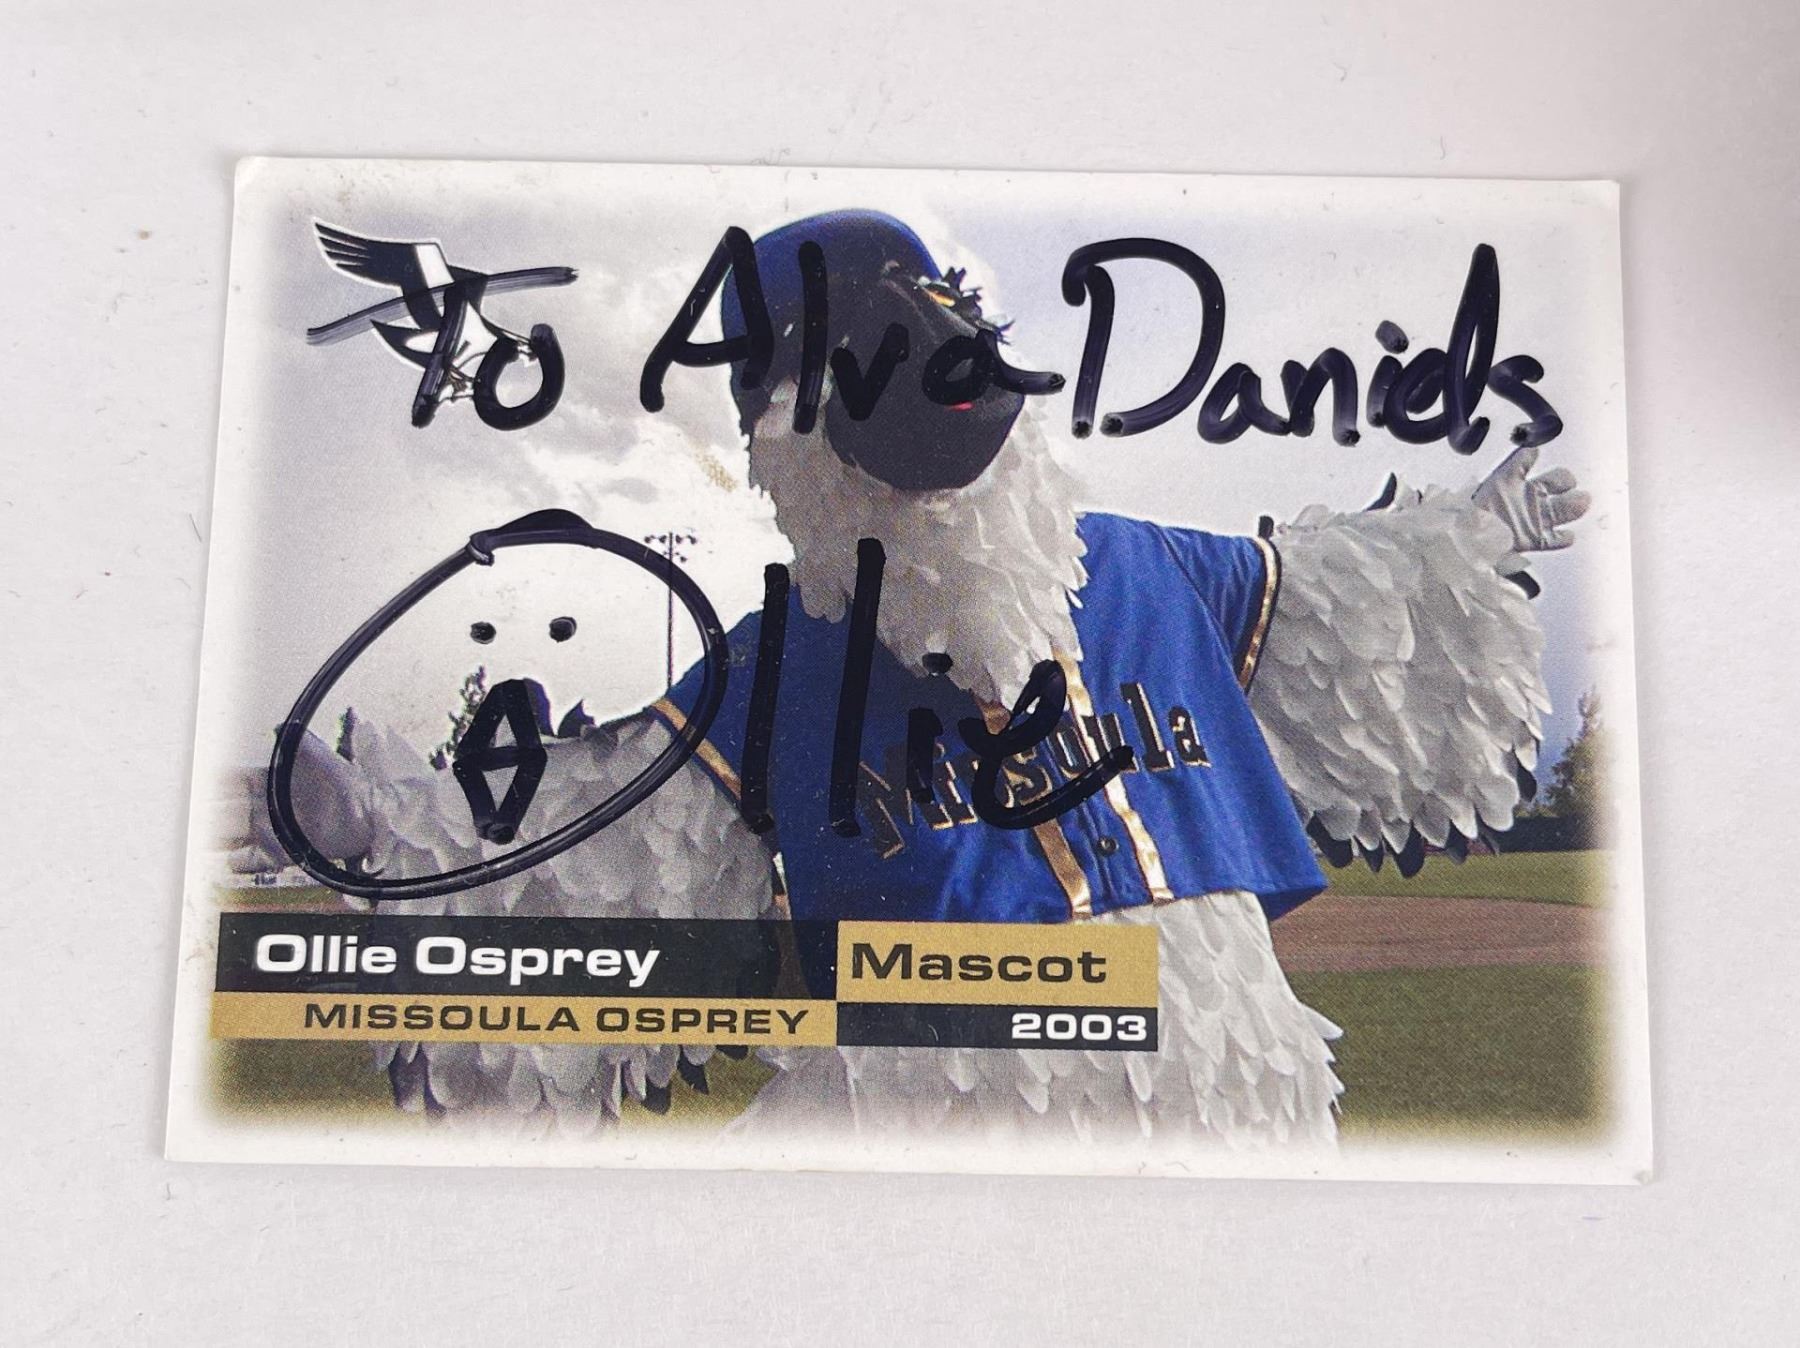 To Alva Daniels
Ollie
Missoula
Ollie Osprey
Mascot
MISSOULA OSPREY
2003